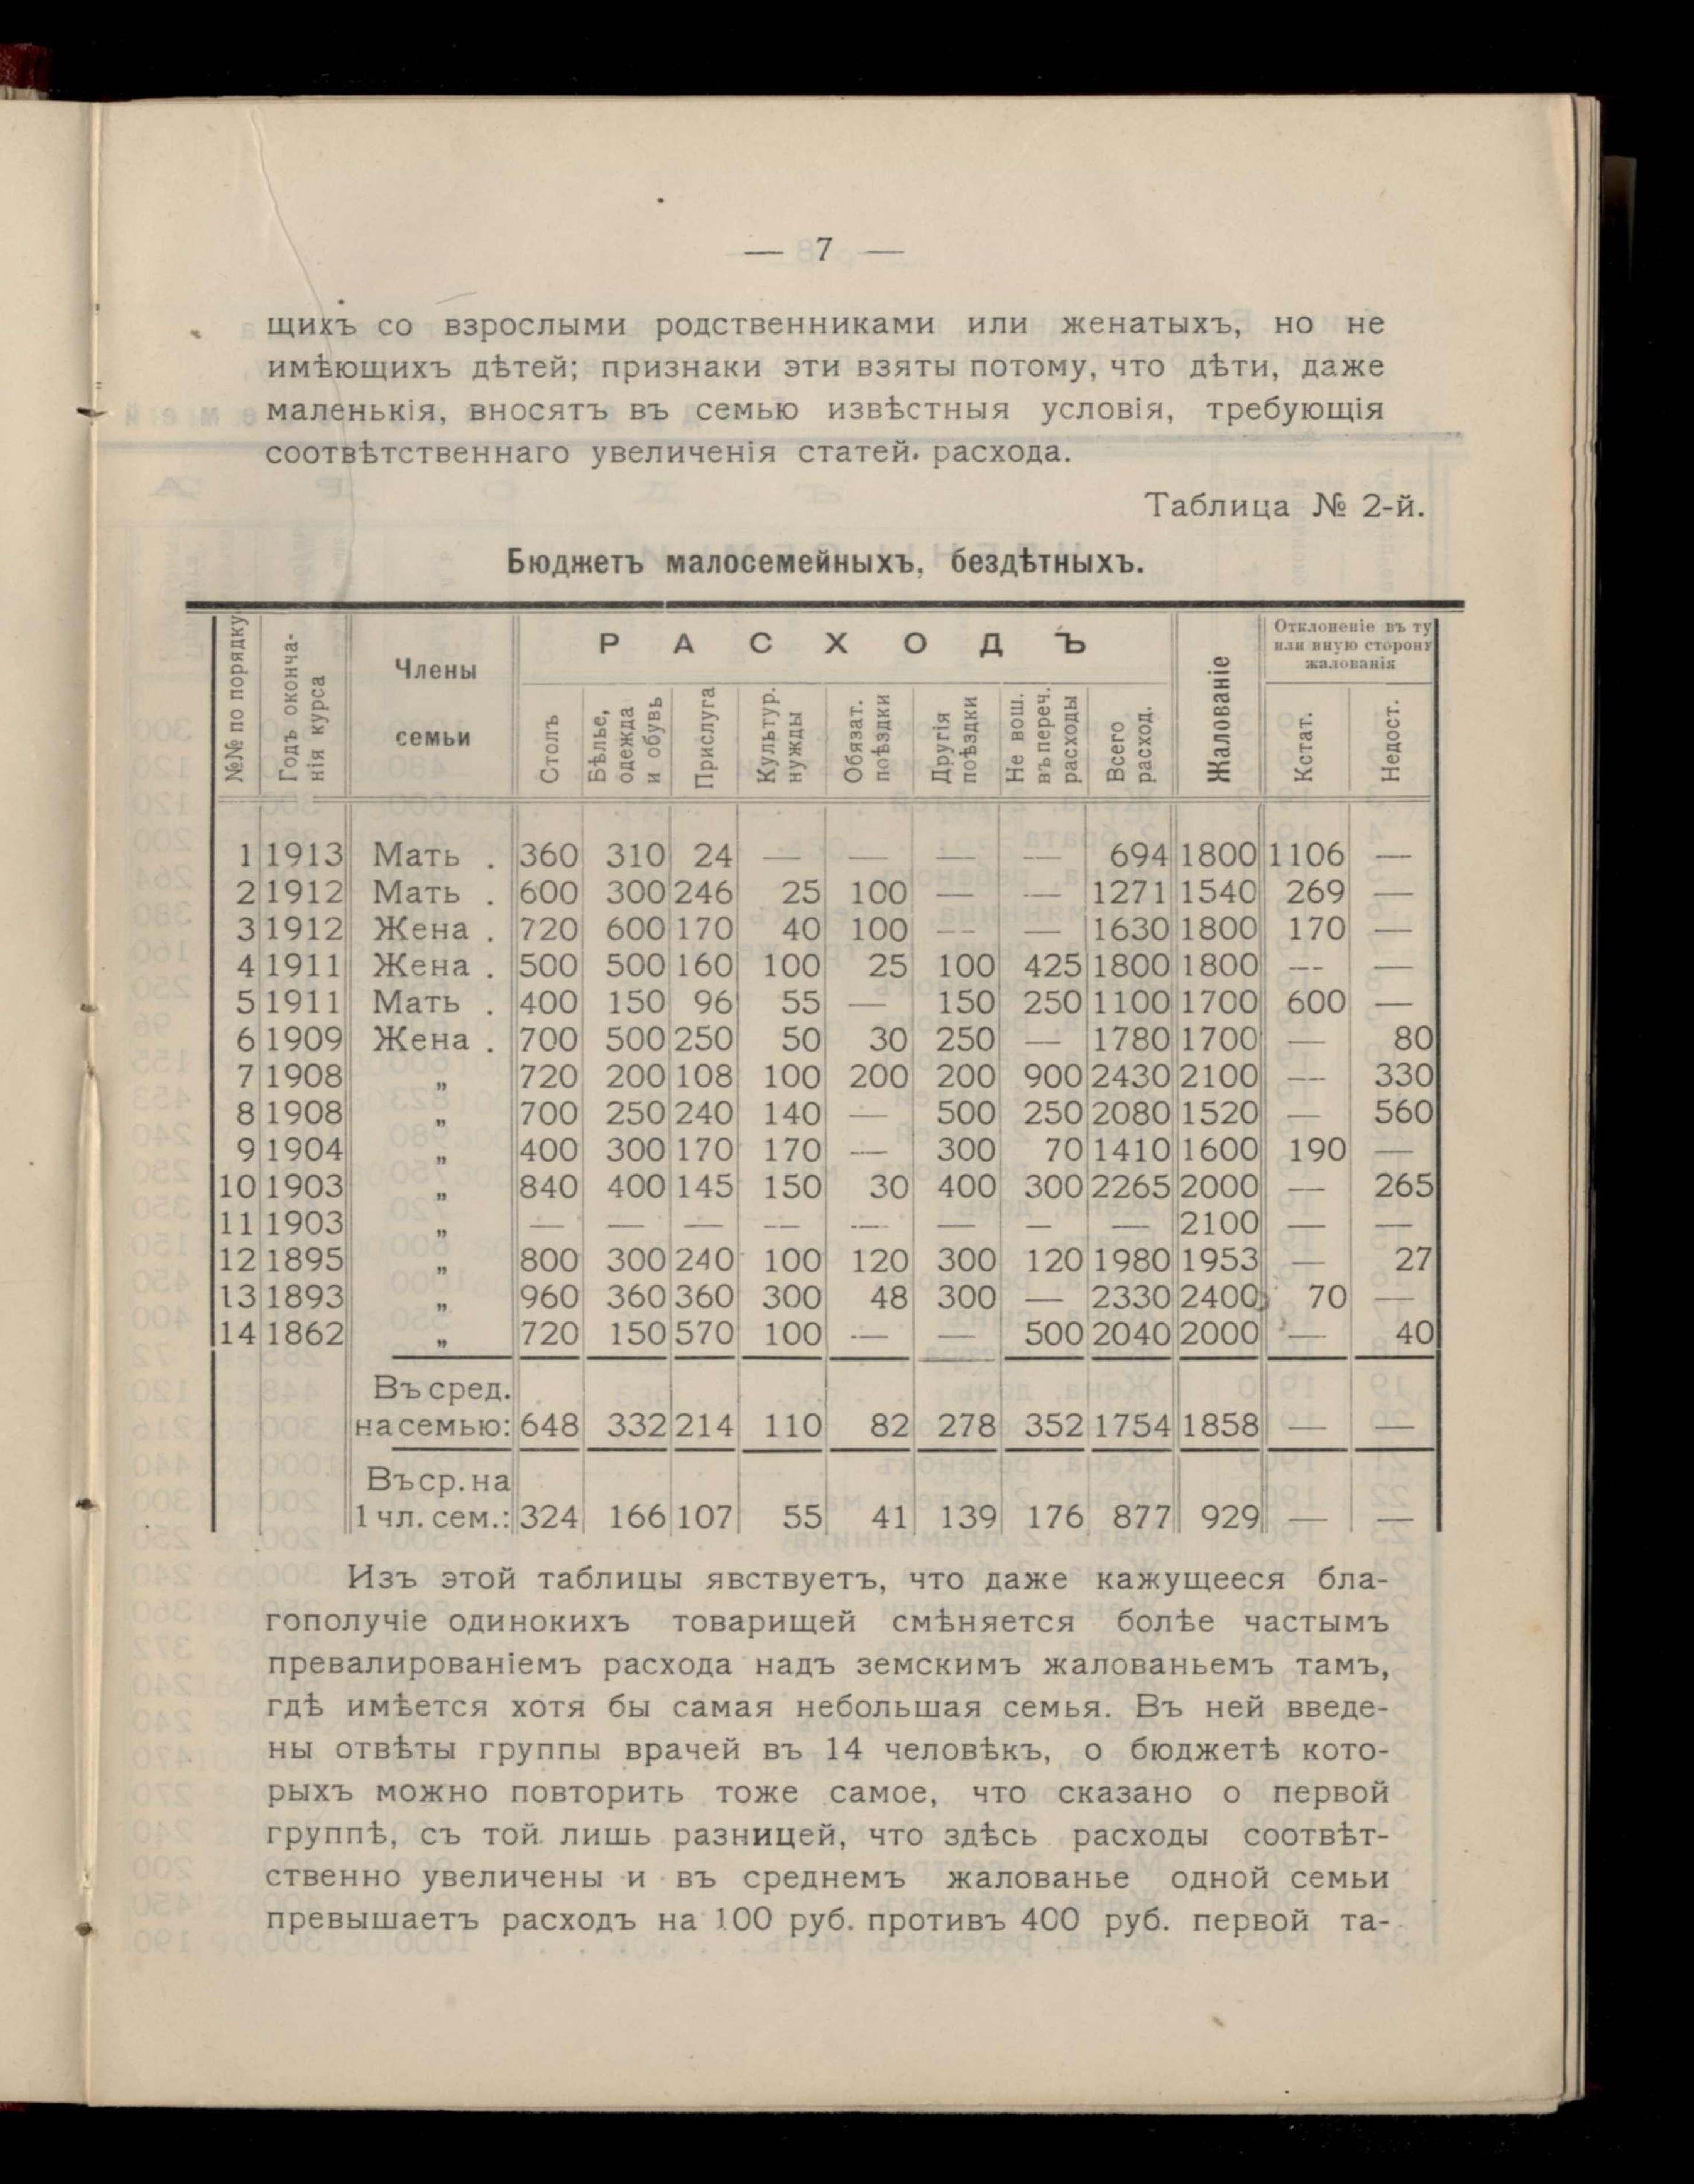 — 7 —
щихъ со взрослыми родственниками или женатыхъ, но не
имѣющихъ дѣтей; признаки эти взяты потому, что дѣти, даже
маленькія, вносятъ въ семью извѣстныя условія, требующія
соотвѣтственнаго увеличенія статей. расхода.
Таблица № 2-й.
Бюджетъ малосемейныхъ, бездѣтныхъ.
№№ по порядку
Годъ оконча-
нія курса
Члены
семьи
РАСХОДЪ
Столъ
Бѣлье,
одежда
и обувь
Прислуга
Культур.
нужды
Обязат.
поѣздки
Другія
поѣздки
Не вош.
въ переч.
расходы
Всего
расход.
Жалованіе
Отклоненіе въ ту
или иную сторону
жалованія
Кстат.
Недост.
1 1913 Мать . 360 310 24 — — — — 694 1800 1106 —
2 1912 Мать . 600 300 246 25 100 — — 1271 1540 269 —
3 1912 Жена . 720 600 170 40 100 — — 1630 1800 170 —
4 1911 Жена . 500 500 160 100 25 100 425 1800 1800 — —
5 1911 Мать . 400 150 96 55 — 150 250 1100 1700 600 —
6 1909 Жена . 700 500 250 50 30 250 — 1780 1700 — 80
7 1908 „ 720 200 108 100 200 200 900 2430 2100 — 330
8 1908 „ 700 250 240 140 — 500 250 2080 1520 — 560
9 1904 „ 400 300 170 170 — 300 70 1410 1600 190 —
10 1903 „ 840 400 145 150 30 400 300 2265 2000 — 265
11 1903 „ — — — — — — — — 2100 — —
12 1895 „ 800 300 240 100 120 300 120 1980 1953 — 27
13 1893 „ 960 360 360 300 48 300 — 2330 2400 70 —
14 1862 „ 720 150 570 100 — — 500 2040 2000 — 40
Въ сред.
на семью: 648 332 214 110 82 278 352 1754 1858 — —
Въ ср. на
1 чл. сем.: 324 166 107 55 41 139 176 877 929 — —
Изъ этой таблицы явствуетъ, что даже кажущееся бла-
гополучіе одинокихъ товарищей смѣняется болѣе частымъ
превалированіемъ расхода надъ земскимъ жалованьемъ тамъ,
гдѣ имѣется хотя бы самая небольшая семья. Въ ней введе-
ны отвѣты группы врачей въ 14 человѣкъ, о бюджетѣ кото-
рыхъ можно повторить тоже самое, что сказано о первой
группѣ, съ той лишь разницей, что здѣсь расходы соотвѣт-
ственно увеличены и въ среднемъ жалованье одной семьи
превышаетъ расходъ на 100 руб. противъ 400 руб. первой та-